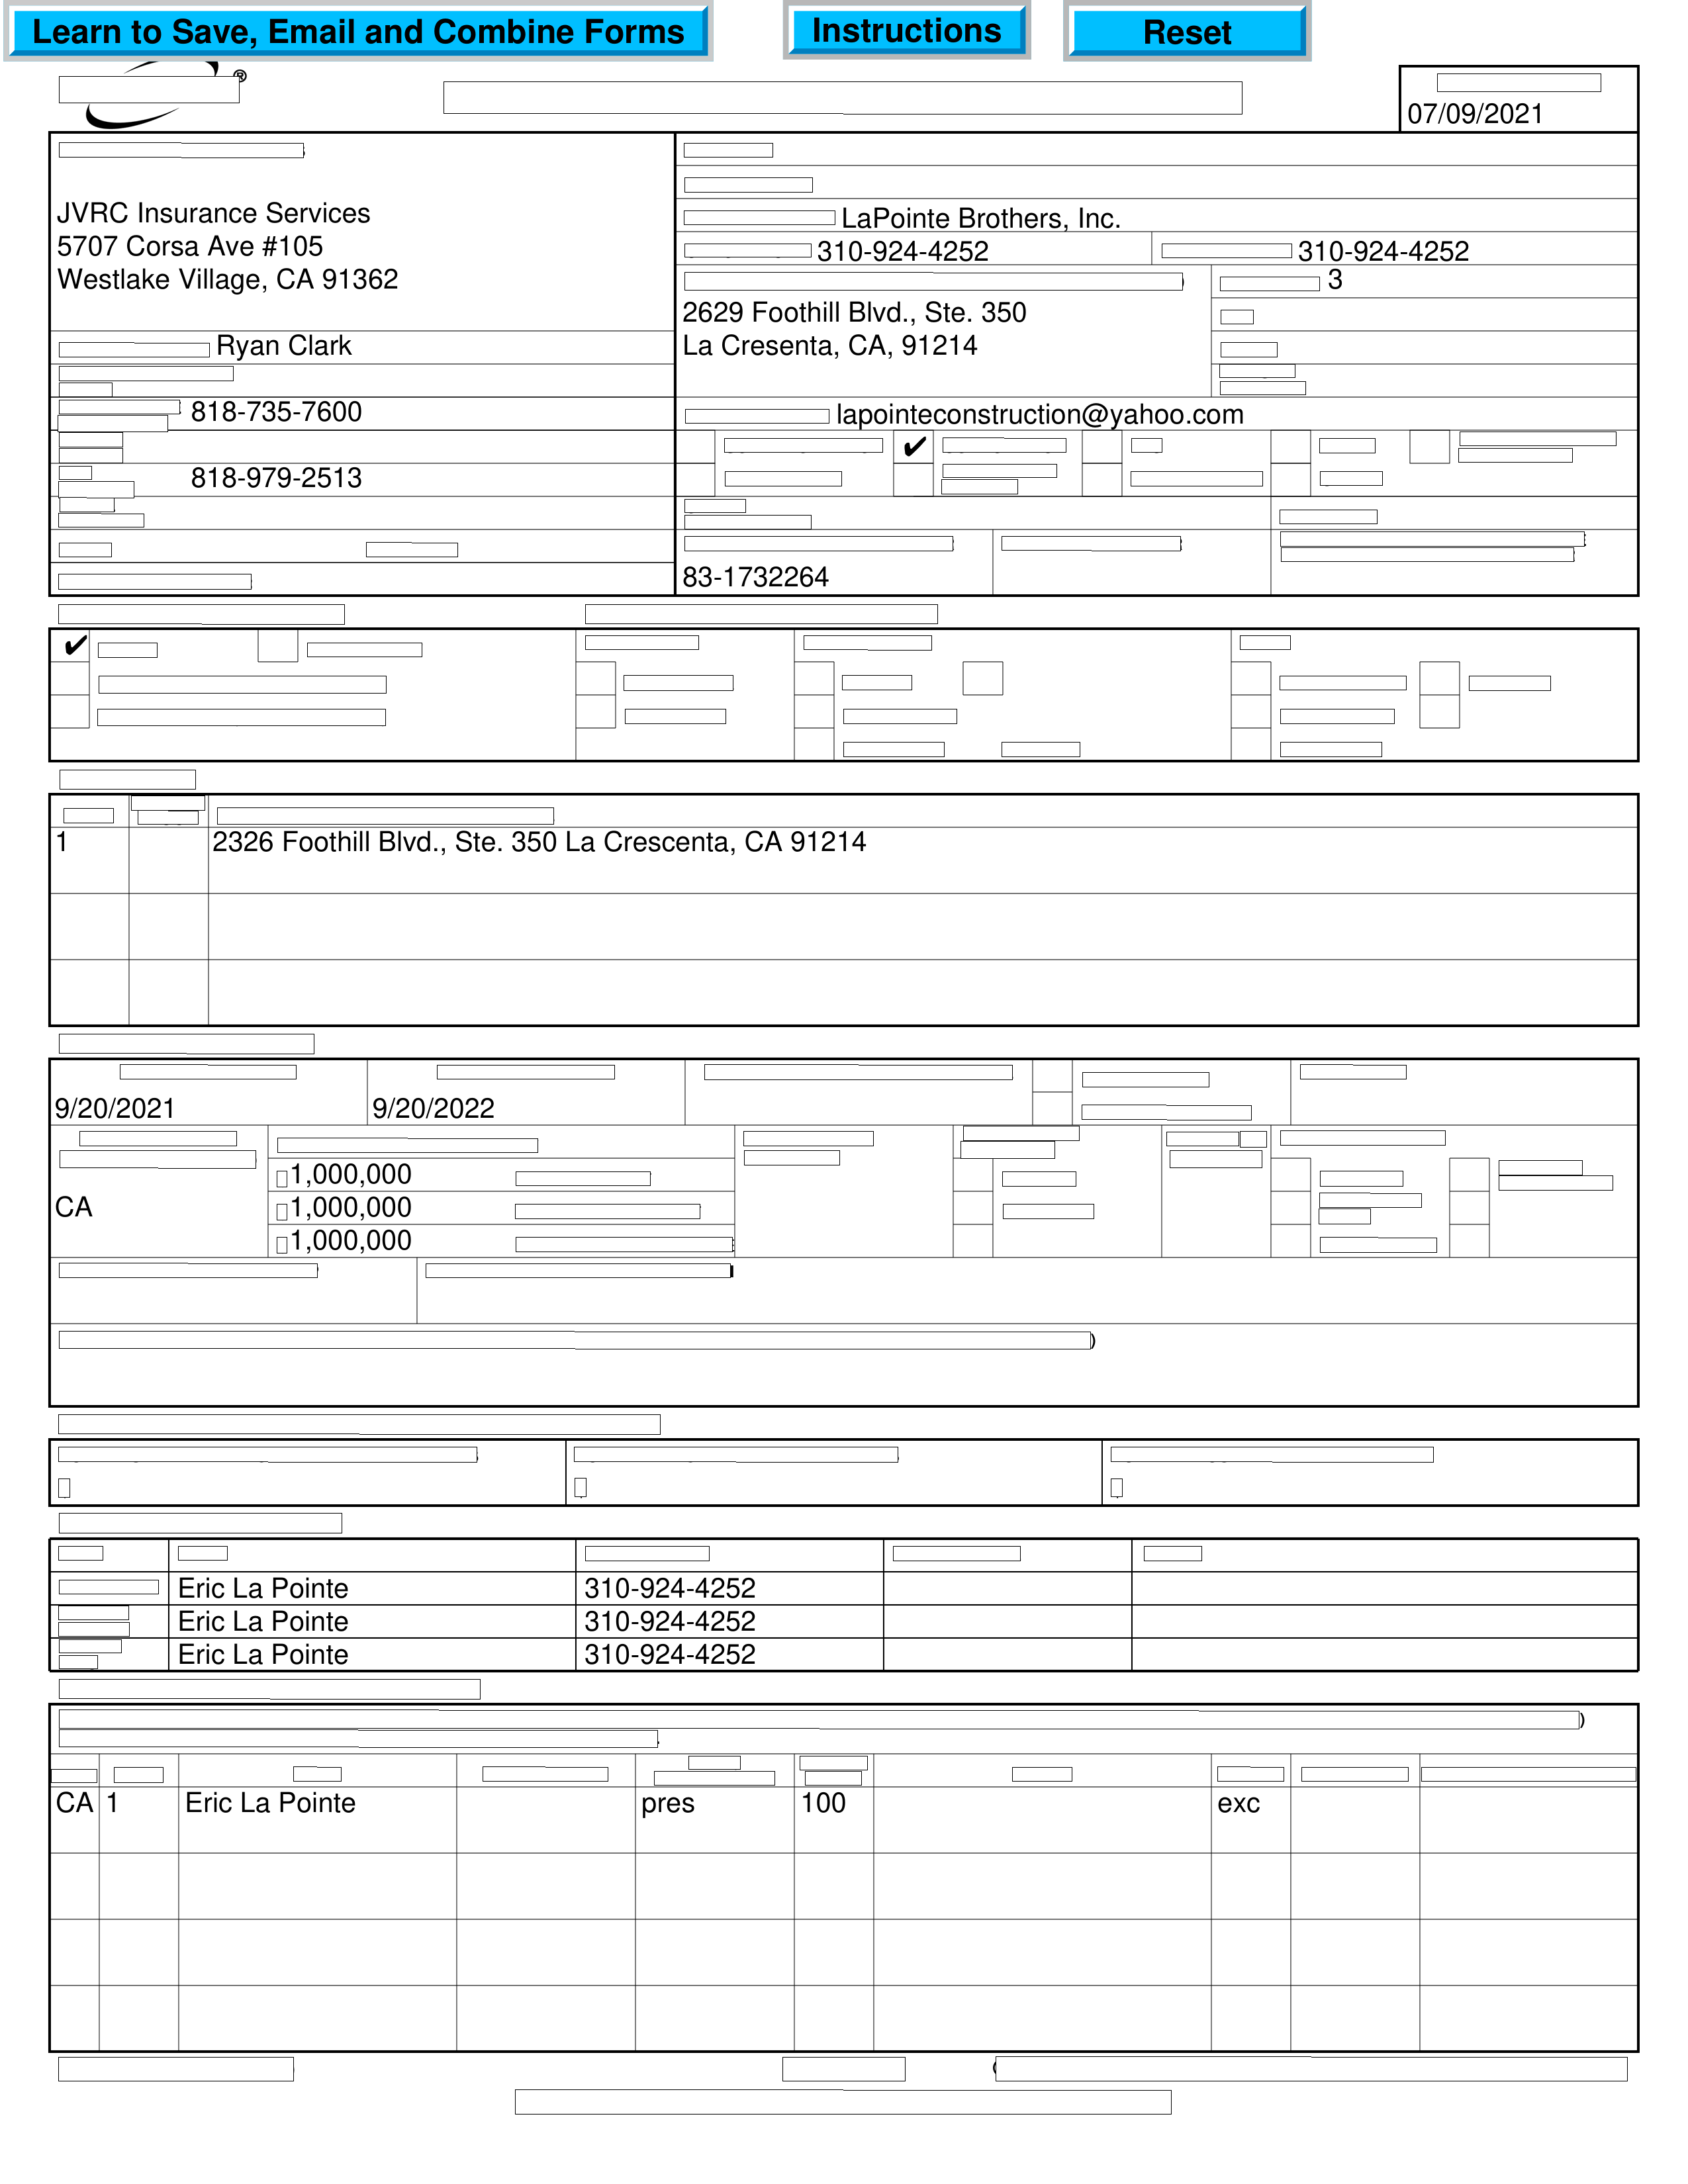 Learn to Save, Email and Combine Forms
Instructions
Reset
®
07/09/2021
JVRC Insurance Services
5707 Corsa Ave #105
Westlake Village, CA 91362
LaPointe Brothers, Inc.
310-924-4252
310-924-4252
3
2629 Foothill Blvd., Ste. 350
La Cresenta, CA, 91214
Ryan Clark
818-735-7600
lapointeconstruction@yahoo.com
✔
818-979-2513
83-1732264
✔
1
2326 Foothill Blvd., Ste. 350 La Crescenta, CA 91214
9/20/2021
9/20/2022
1,000,000
CA
1,000,000
1,000,000
)
Eric La Pointe
310-924-4252
Eric La Pointe
310-924-4252
Eric La Pointe
310-924-4252
)
CA
1
Eric La Pointe
pres
100
exc
(